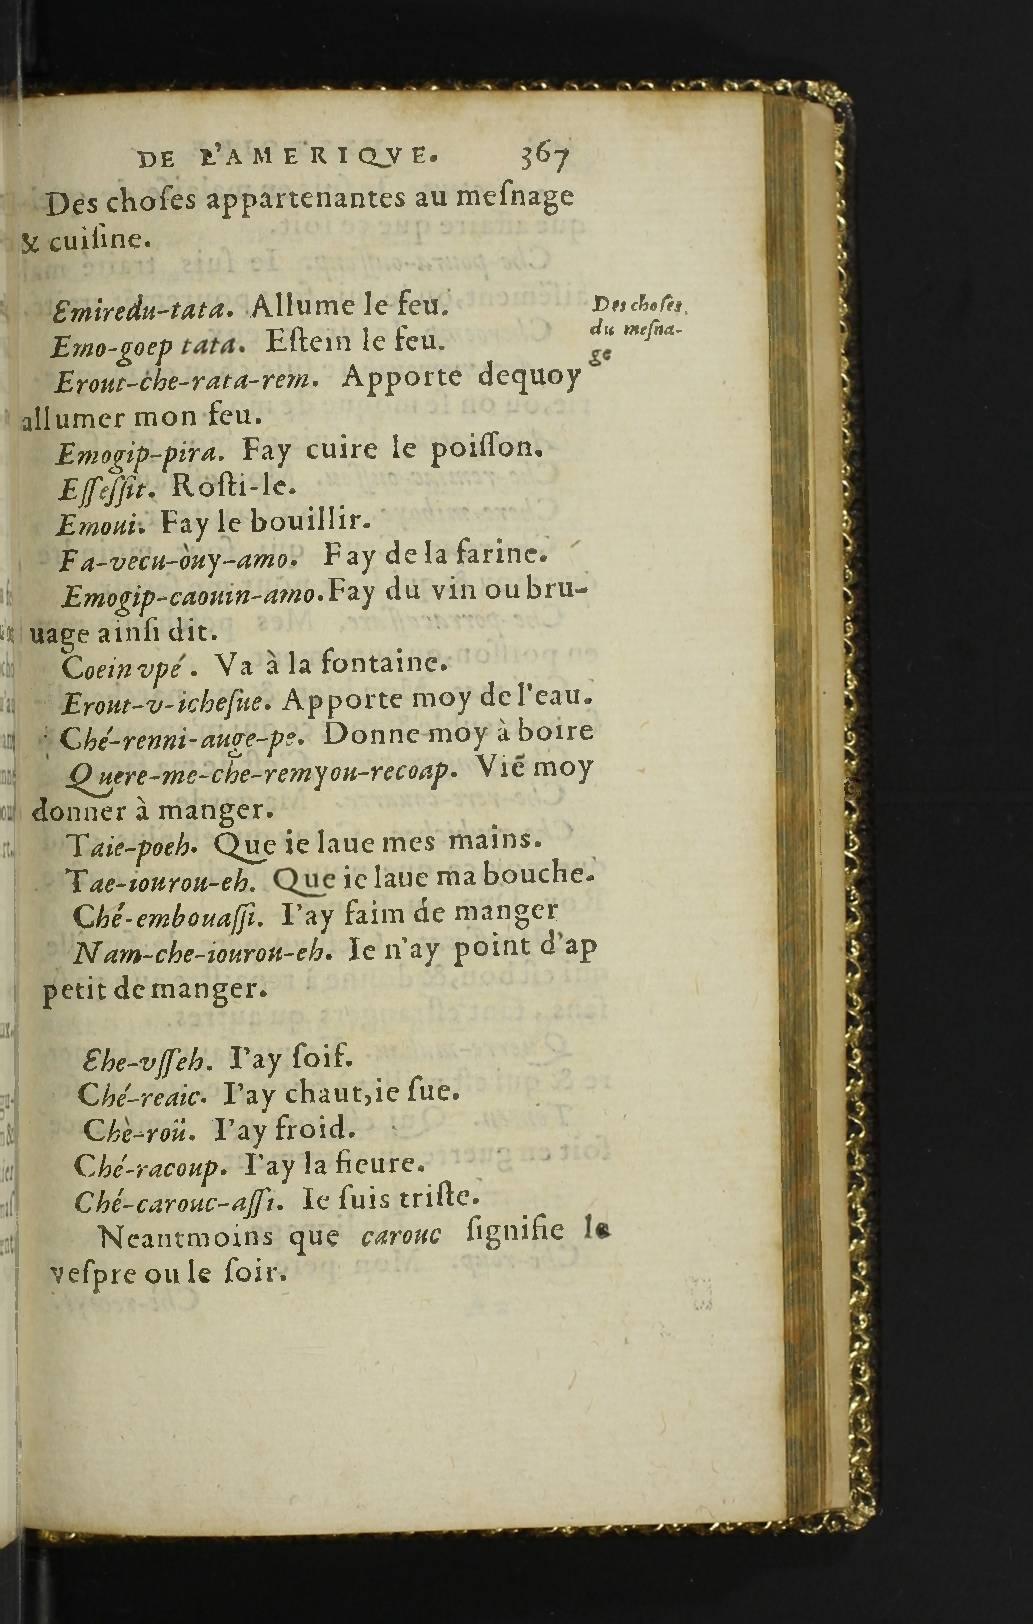 DE L'AMERIQVE. 367
Des choſes appartenantes au meſnage
& cuiſine.
Emiredu-tata. Allume le feu.
Des choſes
du meſna-
ge
Emo-goep tata. Eſtein le feu.
Erout-che-rata-rem. Apporte dequoy
allumer mon feu.
Emogip-pira. Fay cuire le poiſſon.
Eſſeſſit. Roſti-le.
Emoui. Fay le bouillir.
Fa-vecu-òuy-amo. Fay de la farine.
Emogip-caouin-amo. Fay du vin ou bru-
uage ainſi dit.
Coein vpé. Va à la fontaine.
Erout-v-icheſue. Apporte moy de l'eau.
Ché-renni-auge-pe. Donne-moy à boire
Quere-me-che-remyou-recoap. Viẽ moy
donner à manger.
Taie-poeh. Que ie laue mes mains.
Tae-iourou-eh. Que ie laue ma bouche.
Ché-embouaſſi. I'ay faim de manger
Nam-che-iourou-eh. Ie n'ay point d'ap
petit de manger.
Ehe-vſſeh. I'ay ſoif.
Ché-reaic. I'ay chaut, ie ſue.
Chè-roü. I'ay froid.
Ché-racoup. I'ay la fieure.
Ché-carouc-aſſi. Ie ſuis triſte.
Neantmoins que carouc ſignifie le
veſpre ou le ſoir.